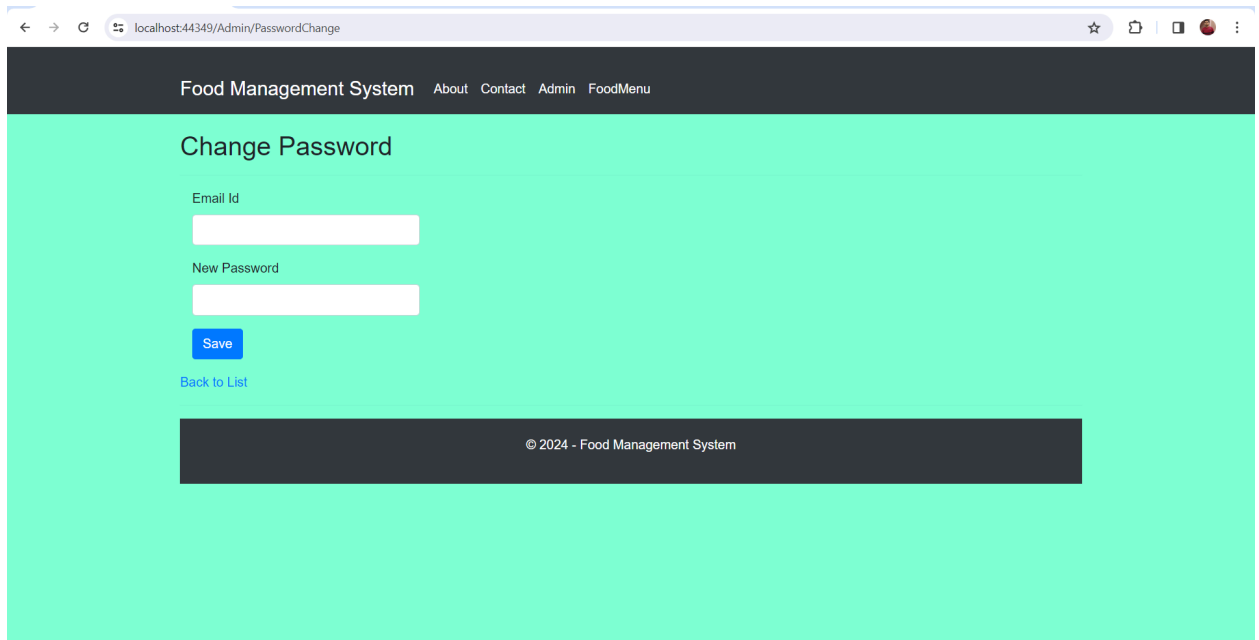 localhost:44349/Admin/PasswordChange
Food Management System About Contact Admin FoodMenu
Change Password
Email Id
New Password
Save
Back to List
© 2024 - Food Management System